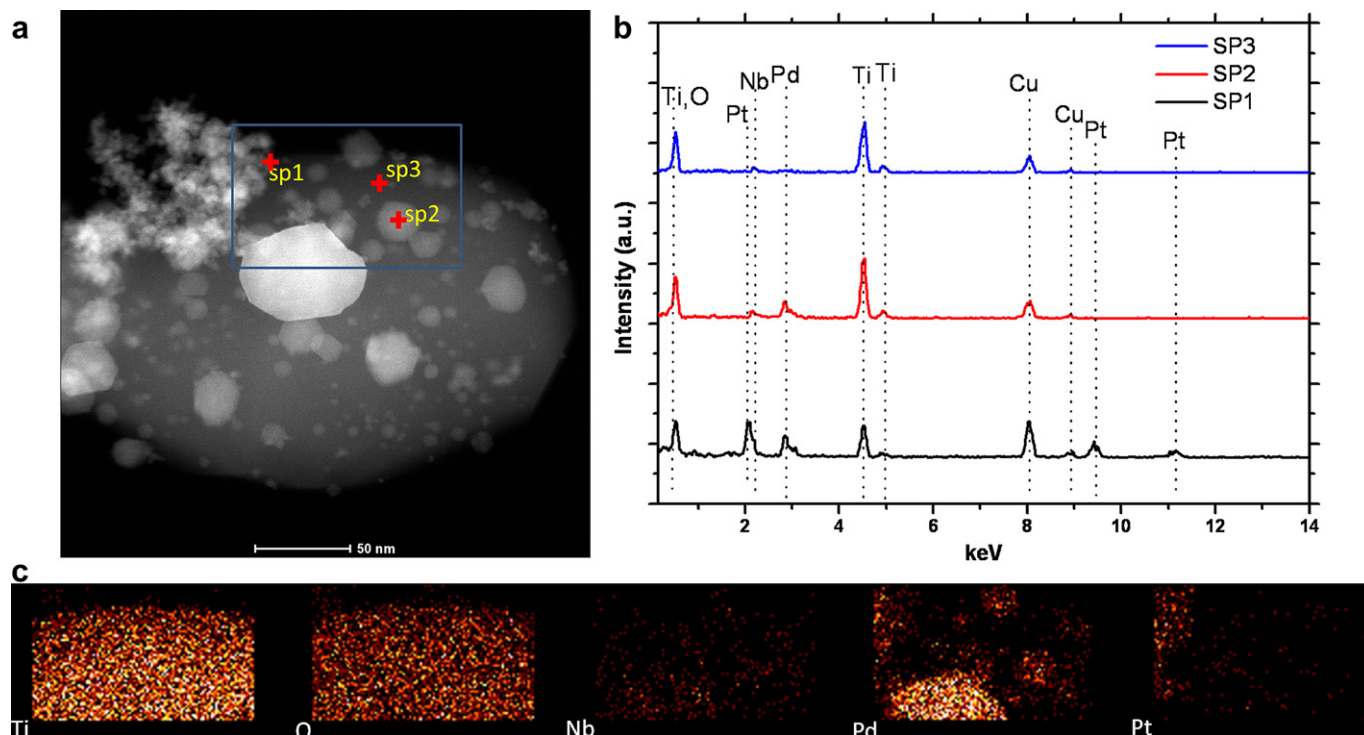 a
sp1
sp3
sp2
50 nm
b
SP3
SP2
SP1
Ti,O
Pt
Nb
Pd
Ti
Ti
Cu
Cu
Pt
Pt
Intensity (a.u.)
2
4
6
8
10
12
14
keV
c
Ti
O
Nb
Pd
Pt